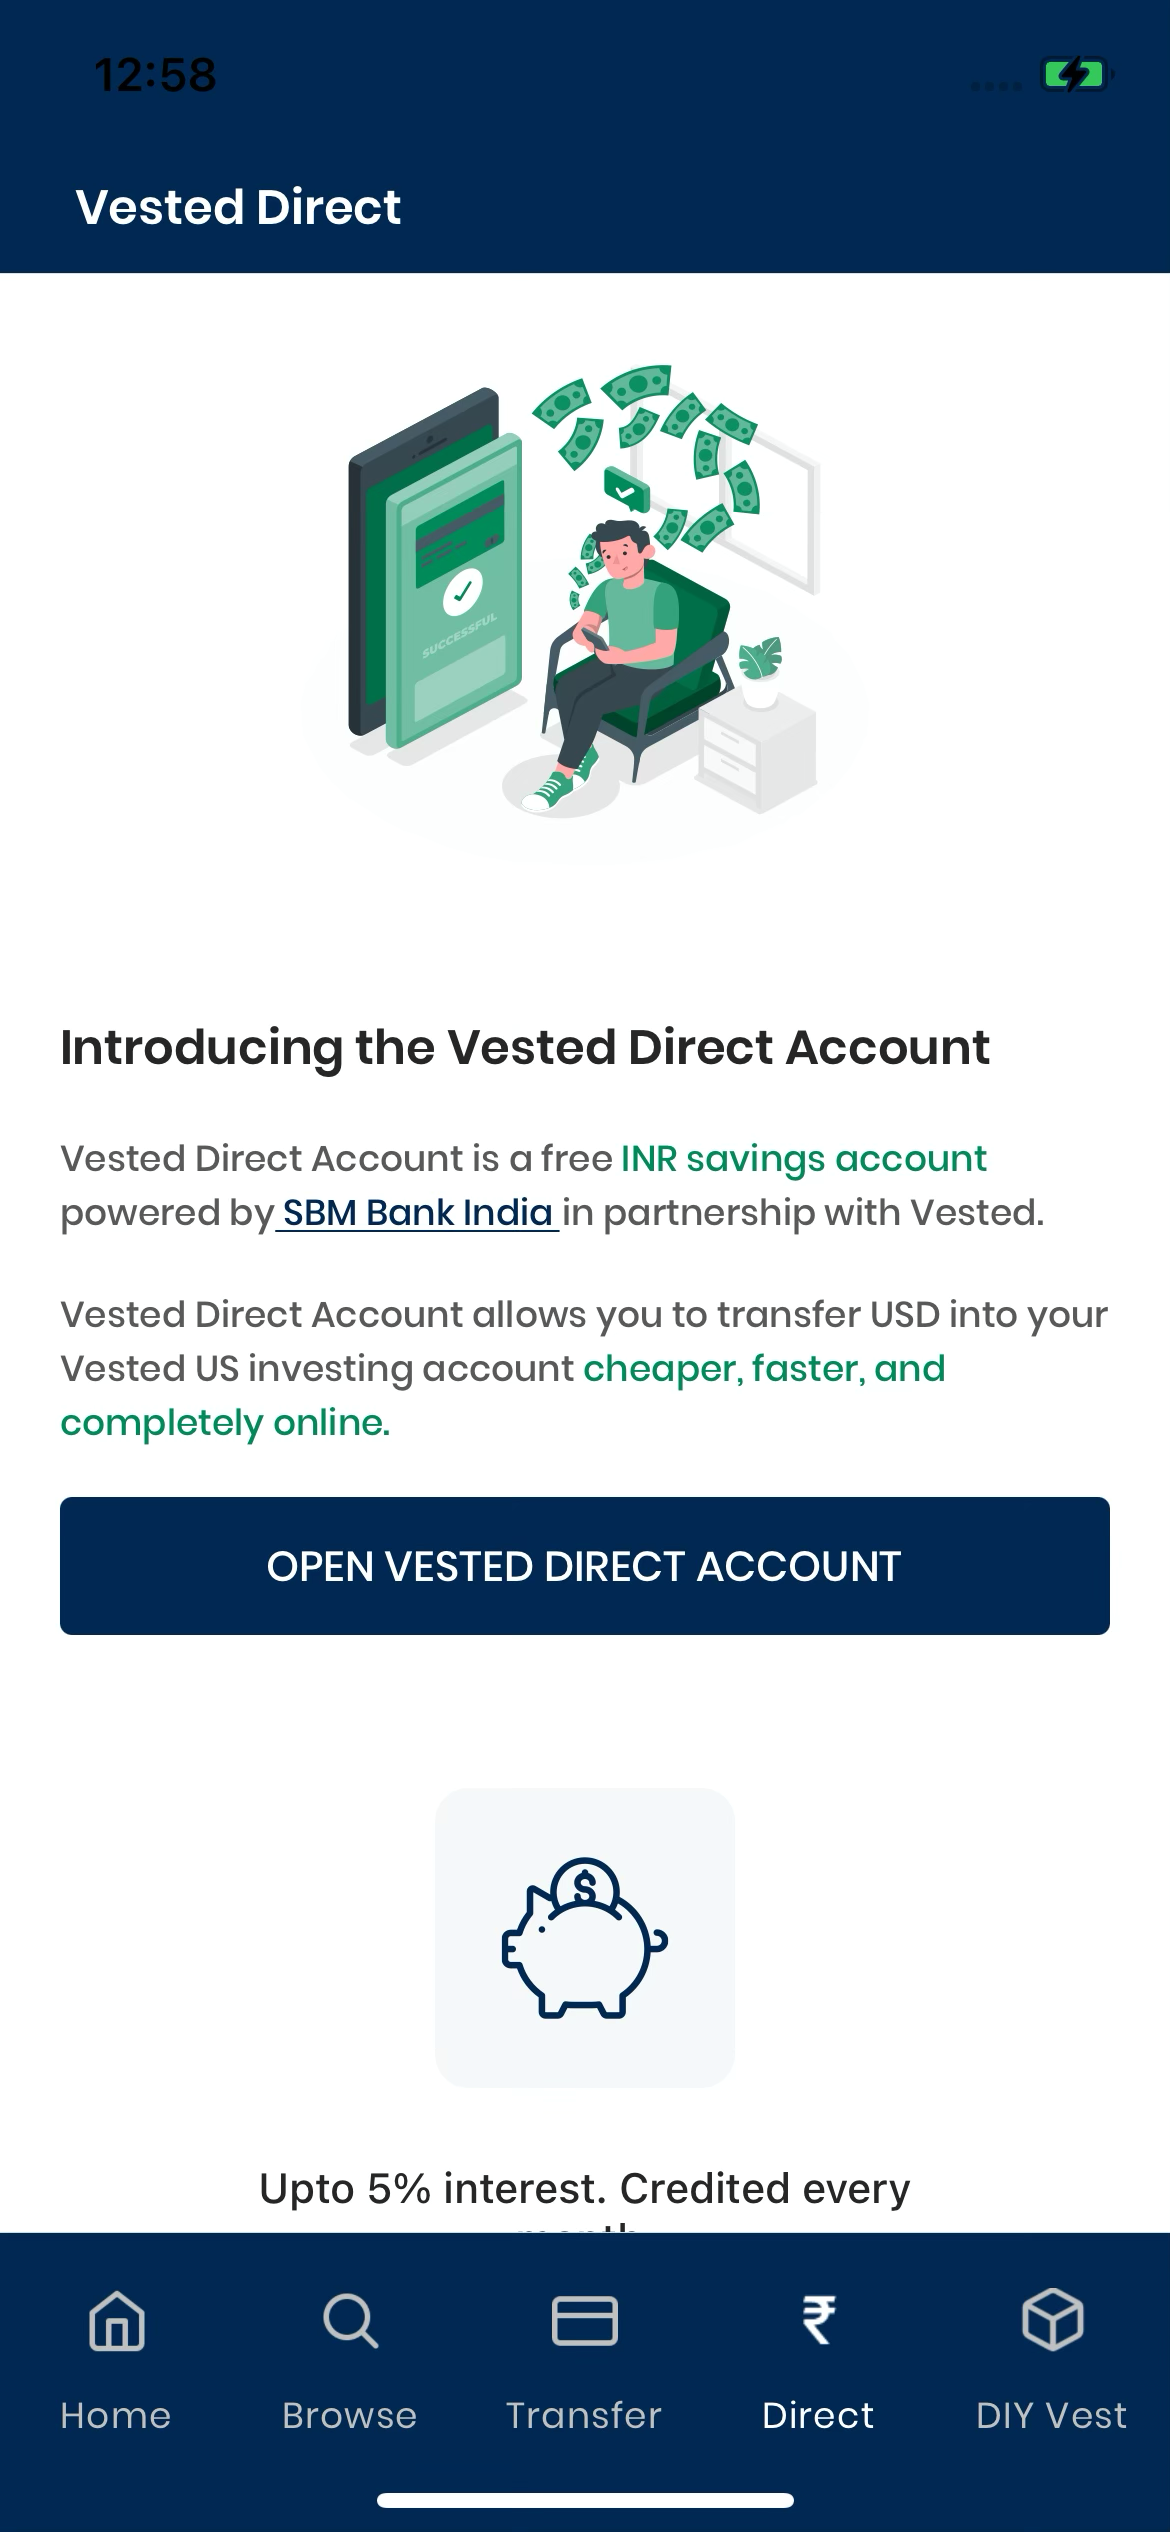 12:58
Vested Direct
SUCCESSFUL
Introducing the Vested Direct Account
Vested Direct Account is a free INR savings account
powered by SBM Bank India in partnership with Vested.
Vested Direct Account allows you to transfer USD into your
Vested US investing account cheaper, faster, and
completely online.
OPEN VESTED DIRECT ACCOUNT
$
Upto 5% interest. Credited every
₹
Home Browse Transfer Direct DIY Vest